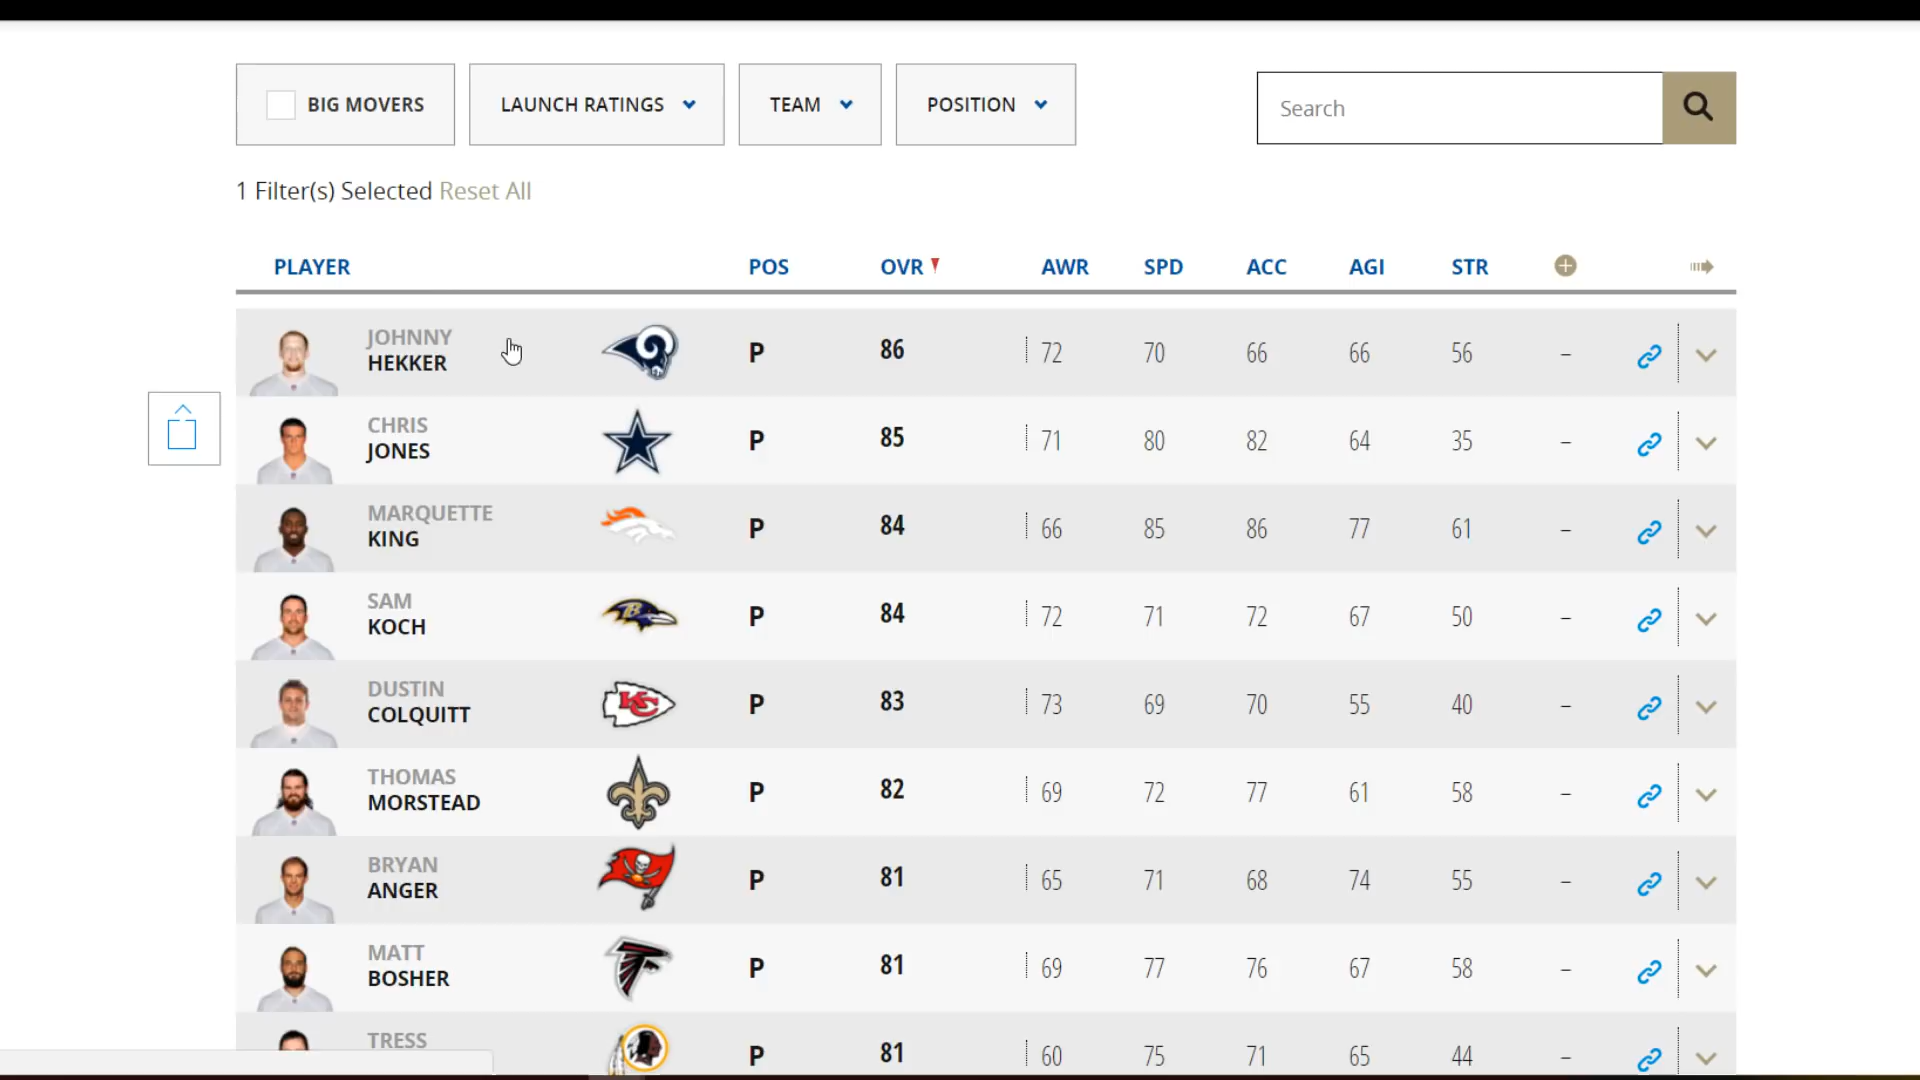 BIG MOVERS LAUNCH RATINGS TEAM POSITION Search
1 Filter(s) Selected Reset All
PLAYER POS OVR AWR SPD ACC AGI STR
JOHNNY
HEKKER P 86 72 70 66 66 56 –
CHRIS
JONES P 85 71 80 82 64 35 –
MARQUETTE
KING P 84 66 85 86 77 61 –
SAM
KOCH P 84 72 71 72 67 50 –
DUSTIN
COLQUITT KC P 83 73 69 70 55 40 –
THOMAS
MORSTEAD P 82 69 72 77 61 58 –
BRYAN
ANGER P 81 65 71 68 74 55 –
MATT
BOSHER P 81 69 77 76 67 58 –
TRESS
P 81 60 75 71 65 44 –